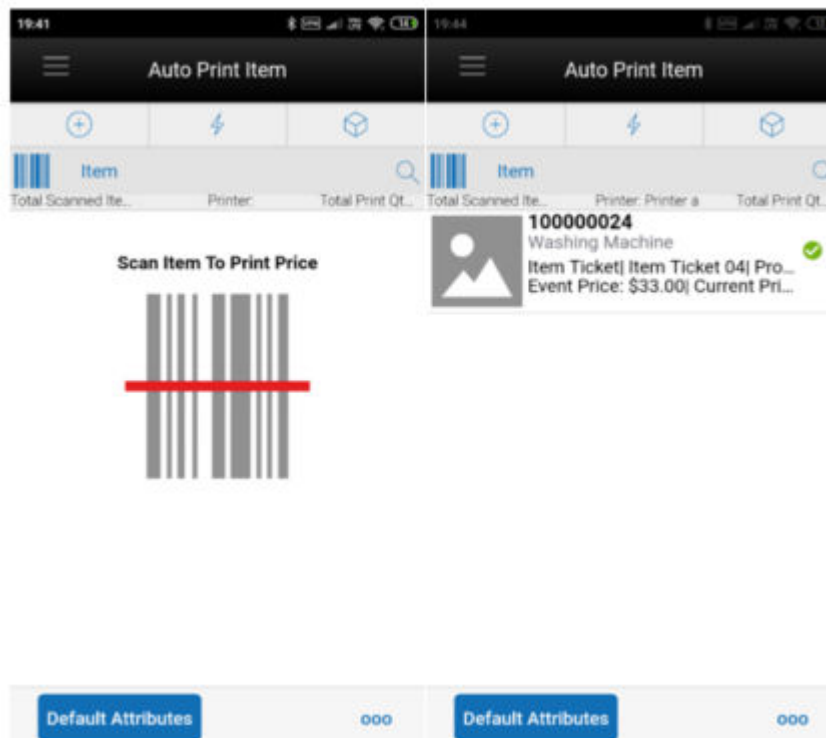 19:41
Auto Print Item
Item
Total Scanned Ite... Printer: Total Print Qt...
Scan Item To Print Price
Default Attributes
19:44
Auto Print Item
Item
Total Scanned Ite... Printer: Printer a Total Print Qt...
100000024
Washing Machine
Item Ticket| Item Ticket 04| Pro...
Event Price: $33.00| Current Pri...
Default Attributes